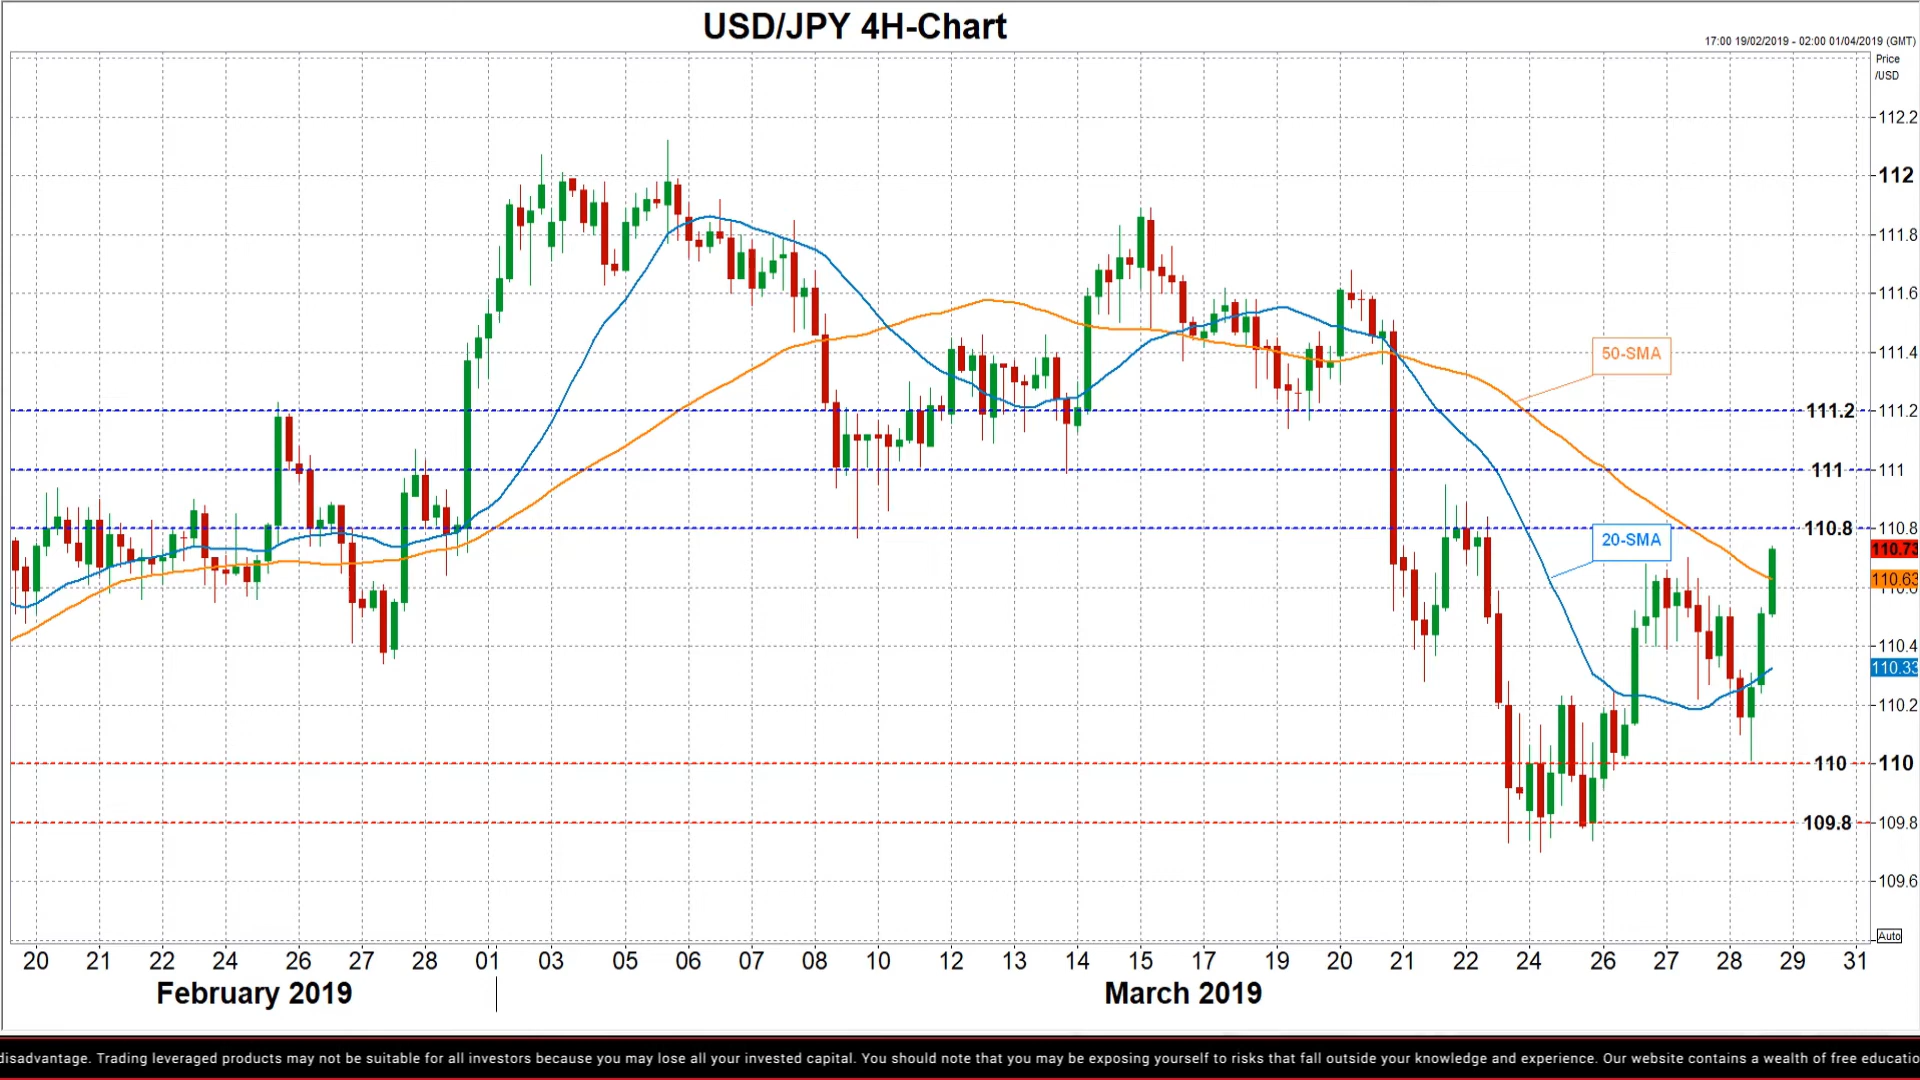 USD/JPY 4H-Chart
17:00 19/02/2019 - 02:00 01/04/2019 (GMT)
Price
/USD
112.2
112
111.8
111.6
111.4
50-SMA
111.2 111.2
111 111
110.8 110.8
20-SMA
110.73
110.63
110.6
110.4
110.33
110.2
110 110
109.8 109.8
109.6
Auto
20 21 22 24 26 27 28 01 03 05 06 07 08 10 12 13 14 15 17 19 20 21 22 24 26 27 28 29 31
February 2019 | March 2019
disadvantage. Trading leveraged products may not be suitable for all investors because you may lose all your invested capital. You should note that you may be exposing yourself to risks that fall outside your knowledge and experience. Our website contains a wealth of free educatio